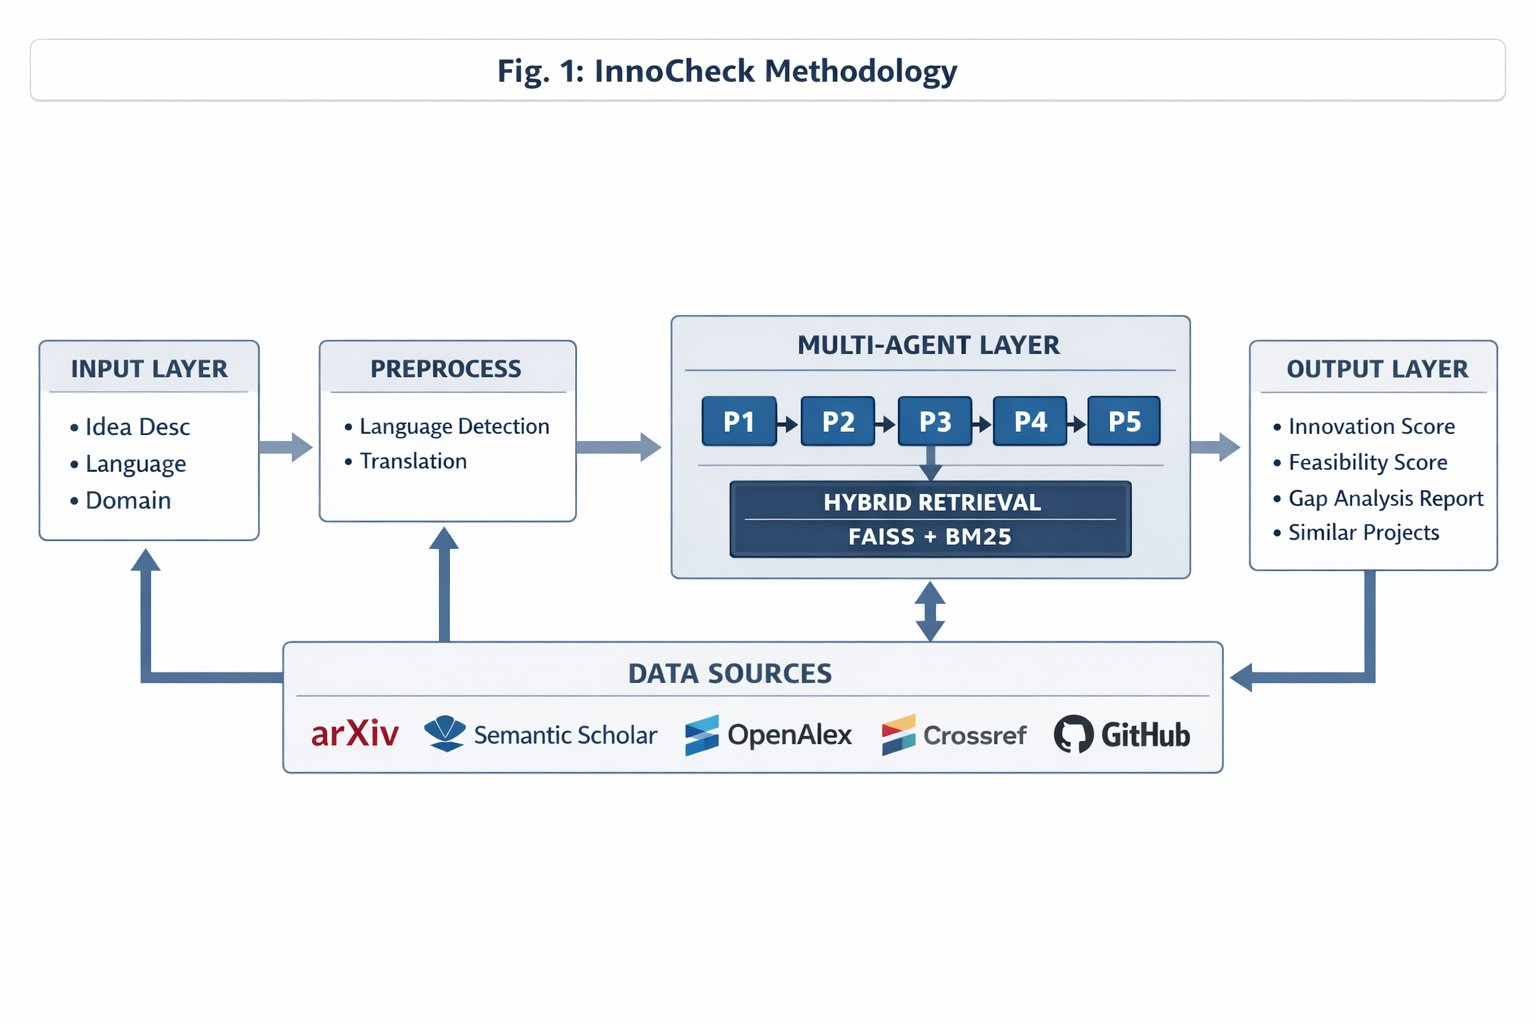 Fig. 1: InnoCheck Methodology
INPUT LAYER
• Idea Desc
• Language
• Domain
PREPROCESS
• Language Detection
• Translation
MULTI-AGENT LAYER
P1 P2 P3 P4 P5
HYBRID RETRIEVAL
FAISS + BM25
OUTPUT LAYER
• Innovation Score
• Feasibility Score
• Gap Analysis Report
• Similar Projects
DATA SOURCES
arXiv Semantic Scholar OpenAlex Crossref GitHub